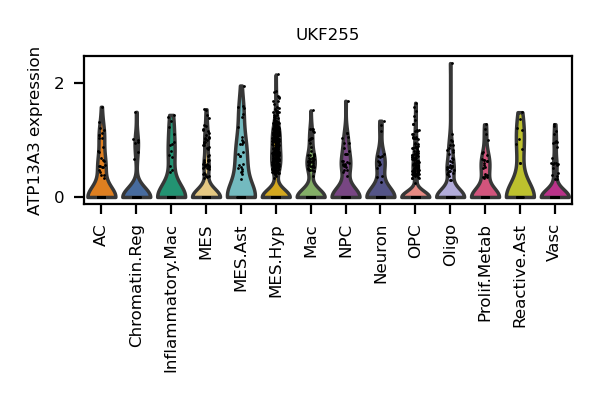 UKF255
ATP13A3 expression
2
0
AC
Chromatin.Reg
Inflammatory.Mac
MES
MES.Ast
MES.Hyp
Mac
NPC
Neuron
OPC
Oligo
Prolif.Metab
Reactive.Ast
Vasc